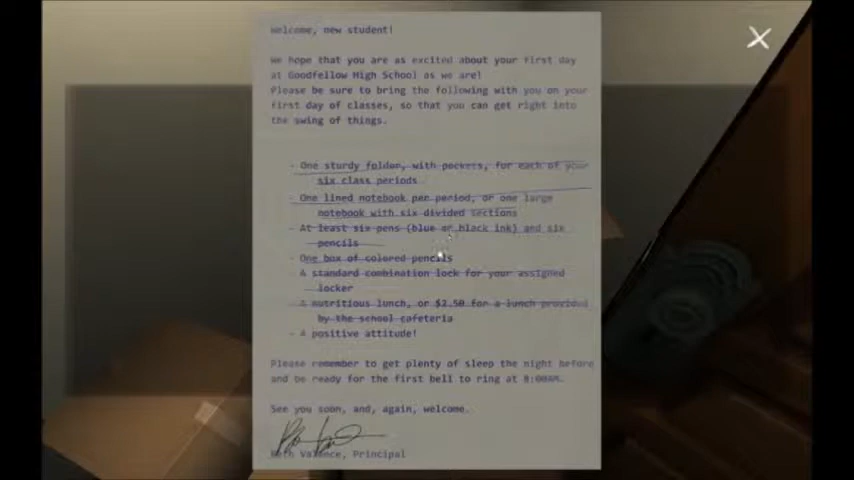 Welcome, new student!
We hope that you are as excited about your first day
at Goodfellow High School as we are!
Please be sure to bring the following with you on your
first day of classes, so that you can get right into
the swing of things.
- One sturdy folder, with pockets, for each of your
six class periods
- One lined notebook per period, or one large
notebook with six divided sections
- At least six pens (blue or black ink) and six
pencils
- One box of colored pencils
- A standard combination lock for your assigned
locker
- A nutritious lunch, or $2.50 for a lunch provided
by the school cafeteria
- A positive attitude!
Please remember to get plenty of sleep the night before
and be ready for the first bell to ring at 8:00AM.
See you soon, and, again, welcome.
Beth Valence, Principal